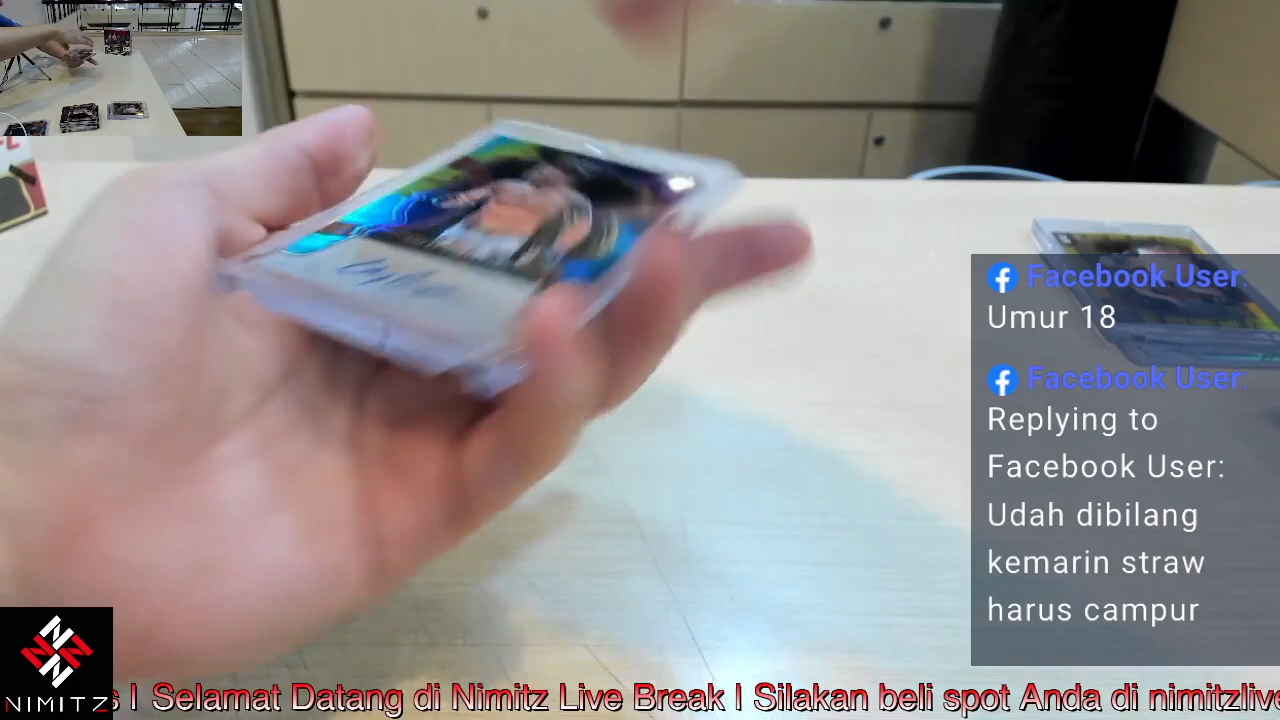 Facebook User:
Umur 18
Facebook User:
Replying to
Facebook User:
Udah dibilang
kemarin straw
harus campur
NIMITZ
s | Selamat Datang di Nimitz Live Break | Silakan beli spot Anda di nimitzlive